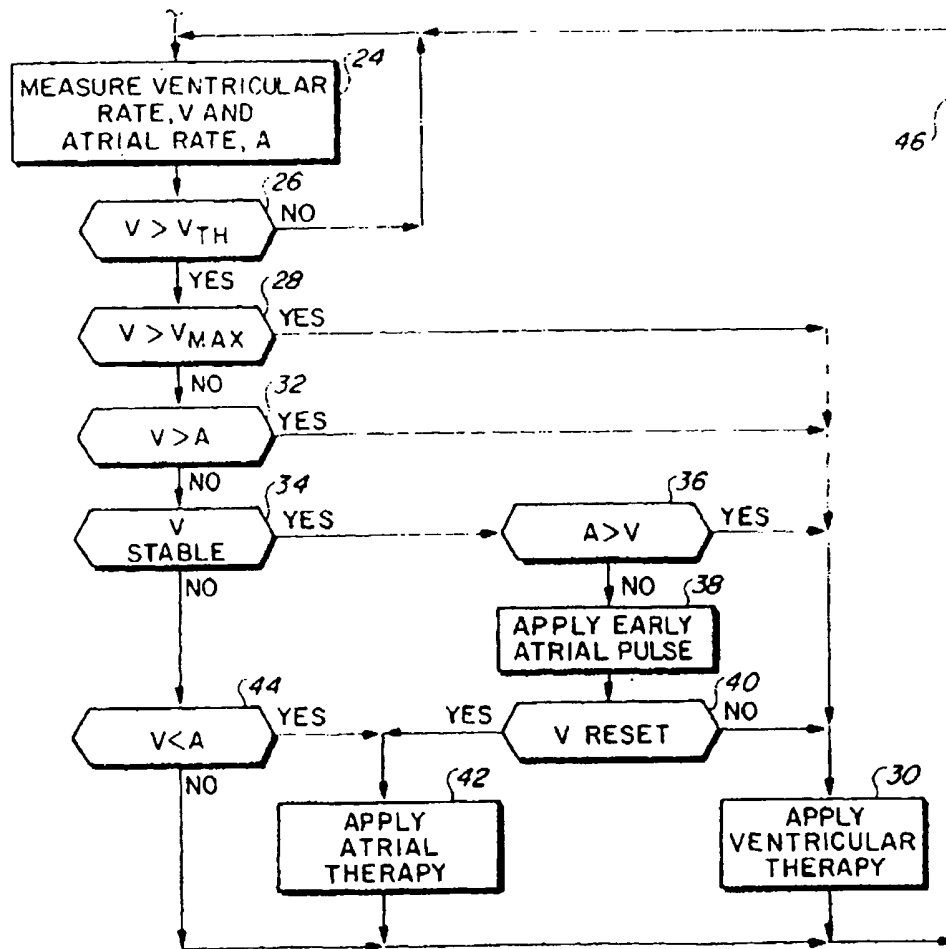 24
MEASURE VENTRICULAR
RATE, V AND
ATRIAL RATE, A
46
26
V > V_TH
NO
YES
28
V > V_MAX
YES
NO
32
V > A
YES
NO
34
V
STABLE
YES
NO
36
A > V
YES
NO
38
APPLY EARLY
ATRIAL PULSE
40
V RESET
YES
NO
44
V < A
YES
NO
42
APPLY
ATRIAL
THERAPY
30
APPLY
VENTRICULAR
THERAPY